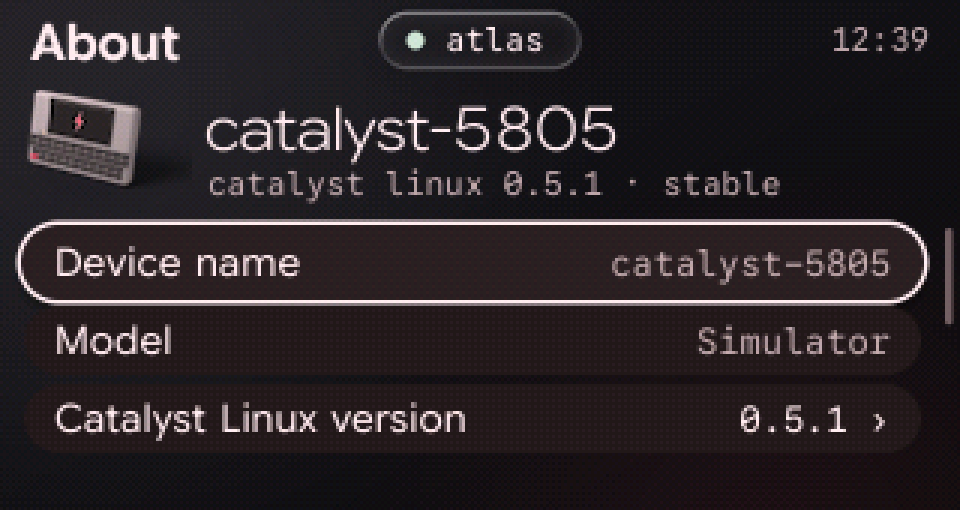 About
atlas
12:39
catalyst-5805
catalyst linux 0.5.1 · stable
Device name catalyst-5805
Model Simulator
Catalyst Linux version 0.5.1 ›